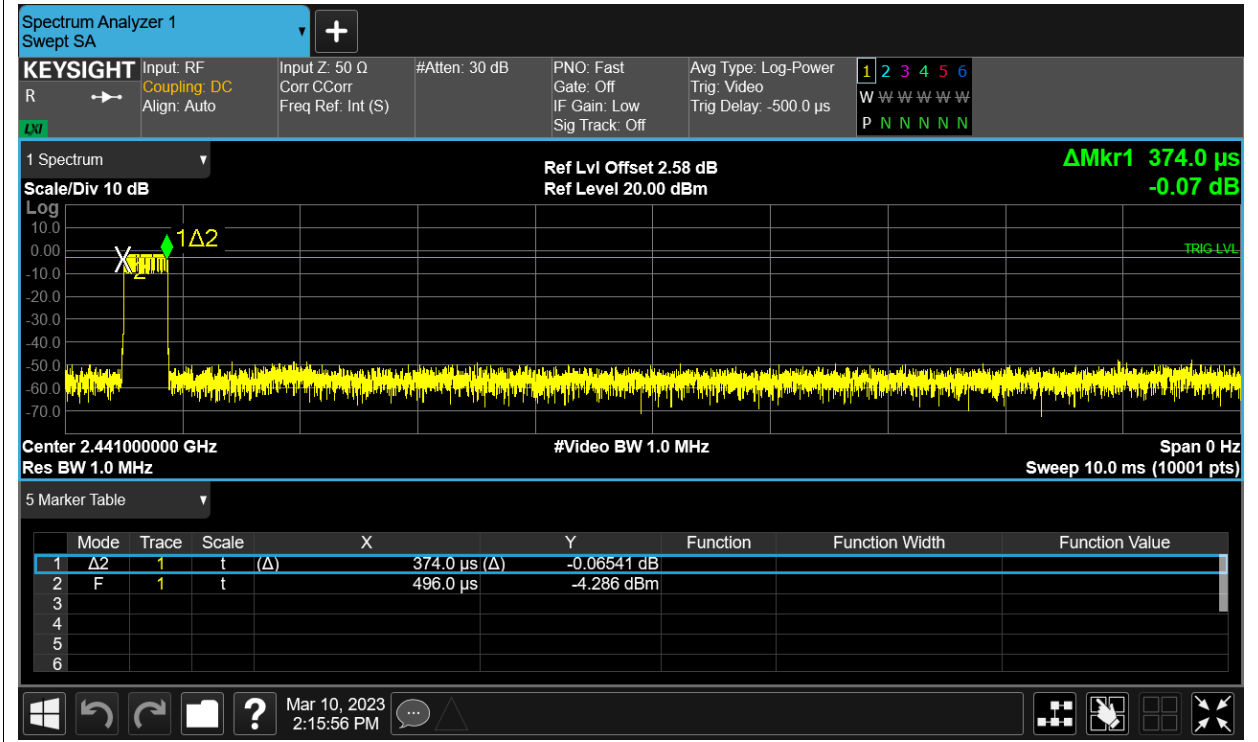 Spectrum Analyzer 1
Swept SA
+
KEYSIGHT
R
LXI
Input: RF
Coupling: DC
Align: Auto
Input Z: 50 Ω
Corr CCorr
Freq Ref: Int (S)
#Atten: 30 dB
PNO: Fast
Gate: Off
IF Gain: Low
Sig Track: Off
Avg Type: Log-Power
Trig: Video
Trig Delay: -500.0 µs
1 2 3 4 5 6
W W W W W W
P N N N N N
1 Spectrum
Scale/Div 10 dB
Ref Lvl Offset 2.58 dB
Ref Level 20.00 dBm
ΔMkr1 374.0 µs
-0.07 dB
Log
10.0
0.00
-10.0
-20.0
-30.0
-40.0
-50.0
-60.0
-70.0
X
2
1Δ2
TRIG LVL
Center 2.441000000 GHz
Res BW 1.0 MHz
#Video BW 1.0 MHz
Span 0 Hz
Sweep 10.0 ms (10001 pts)
5 Marker Table
Mode Trace Scale X Y Function Function Width Function Value
1 Δ2 1 t (Δ) 374.0 µs (Δ) -0.06541 dB
2 F 1 t 496.0 µs -4.286 dBm
3
4
5
6
?
Mar 10, 2023
2:15:56 PM